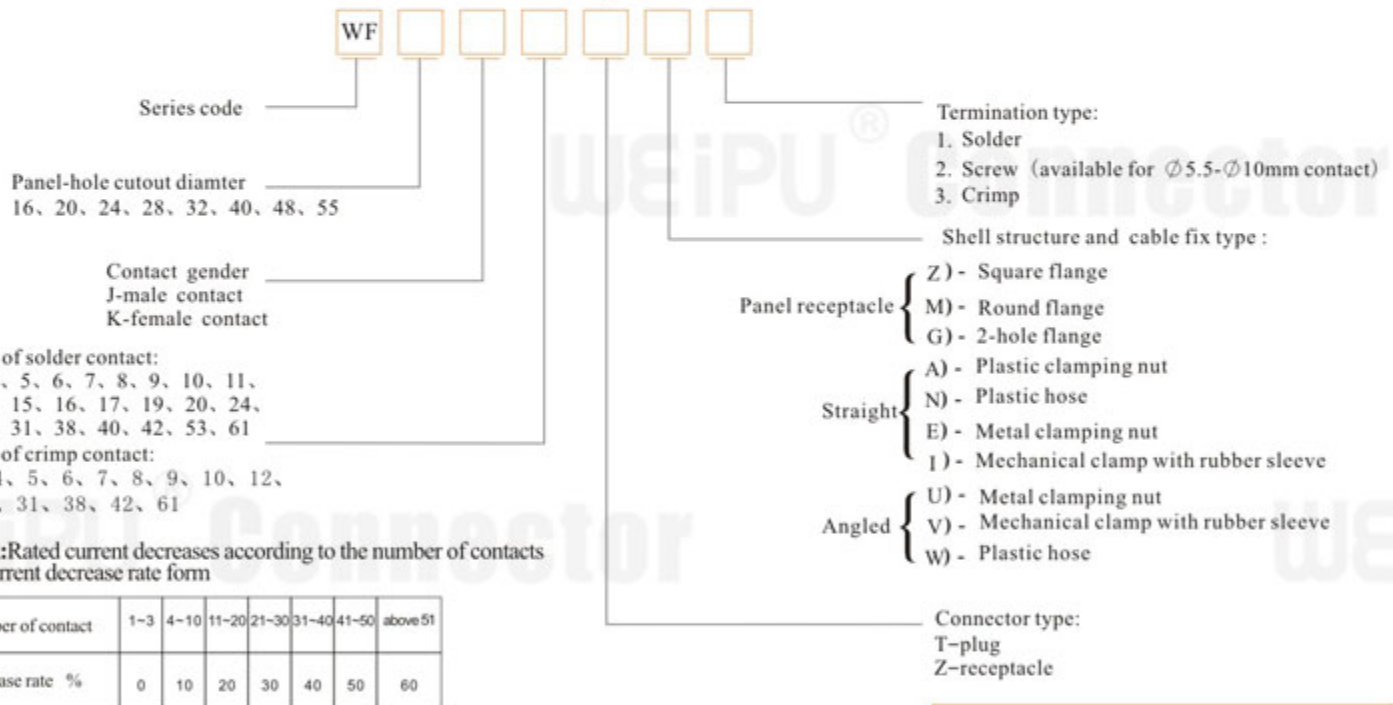 WF
Series code
Panel-hole cutout diamter
16、20、24、28、32、40、48、55
Contact gender
J-male contact
K-female contact
of solder contact:
、5、6、7、8、9、10、11、
15、16、17、19、20、24、
31、38、40、42、53、61
of crimp contact:
、5、6、7、8、9、10、12、
、31、38、42、61
:Rated current decreases according to the number of contacts
decrease rate form
of contact 1~3 4~10 11~20 21~30 31~40 41~50 above 51
rate % 0 10 20 30 40 50 60
Termination type:
1. Solder
2. Screw (available for ∅5.5-∅10mm contact)
3. Crimp
Shell structure and cable fix type :
Panel receptacle
Z) - Square flange
M) - Round flange
G) - 2-hole flange
Straight
A) - Plastic clamping nut
N) - Plastic hose
E) - Metal clamping nut
I) - Mechanical clamp with rubber sleeve
Angled
U) - Metal clamping nut
V) - Mechanical clamp with rubber sleeve
W) - Plastic hose
Connector type:
T-plug
Z-receptacle
WEiPU® Connector
® Connector